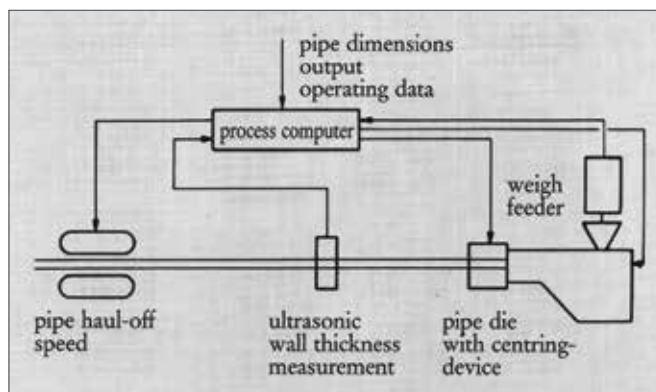 pipe dimensions
output
operating data
process computer
weigh
feeder
pipe haul-off
speed
ultrasonic
wall thickness
measurement
pipe die
with centring-
device